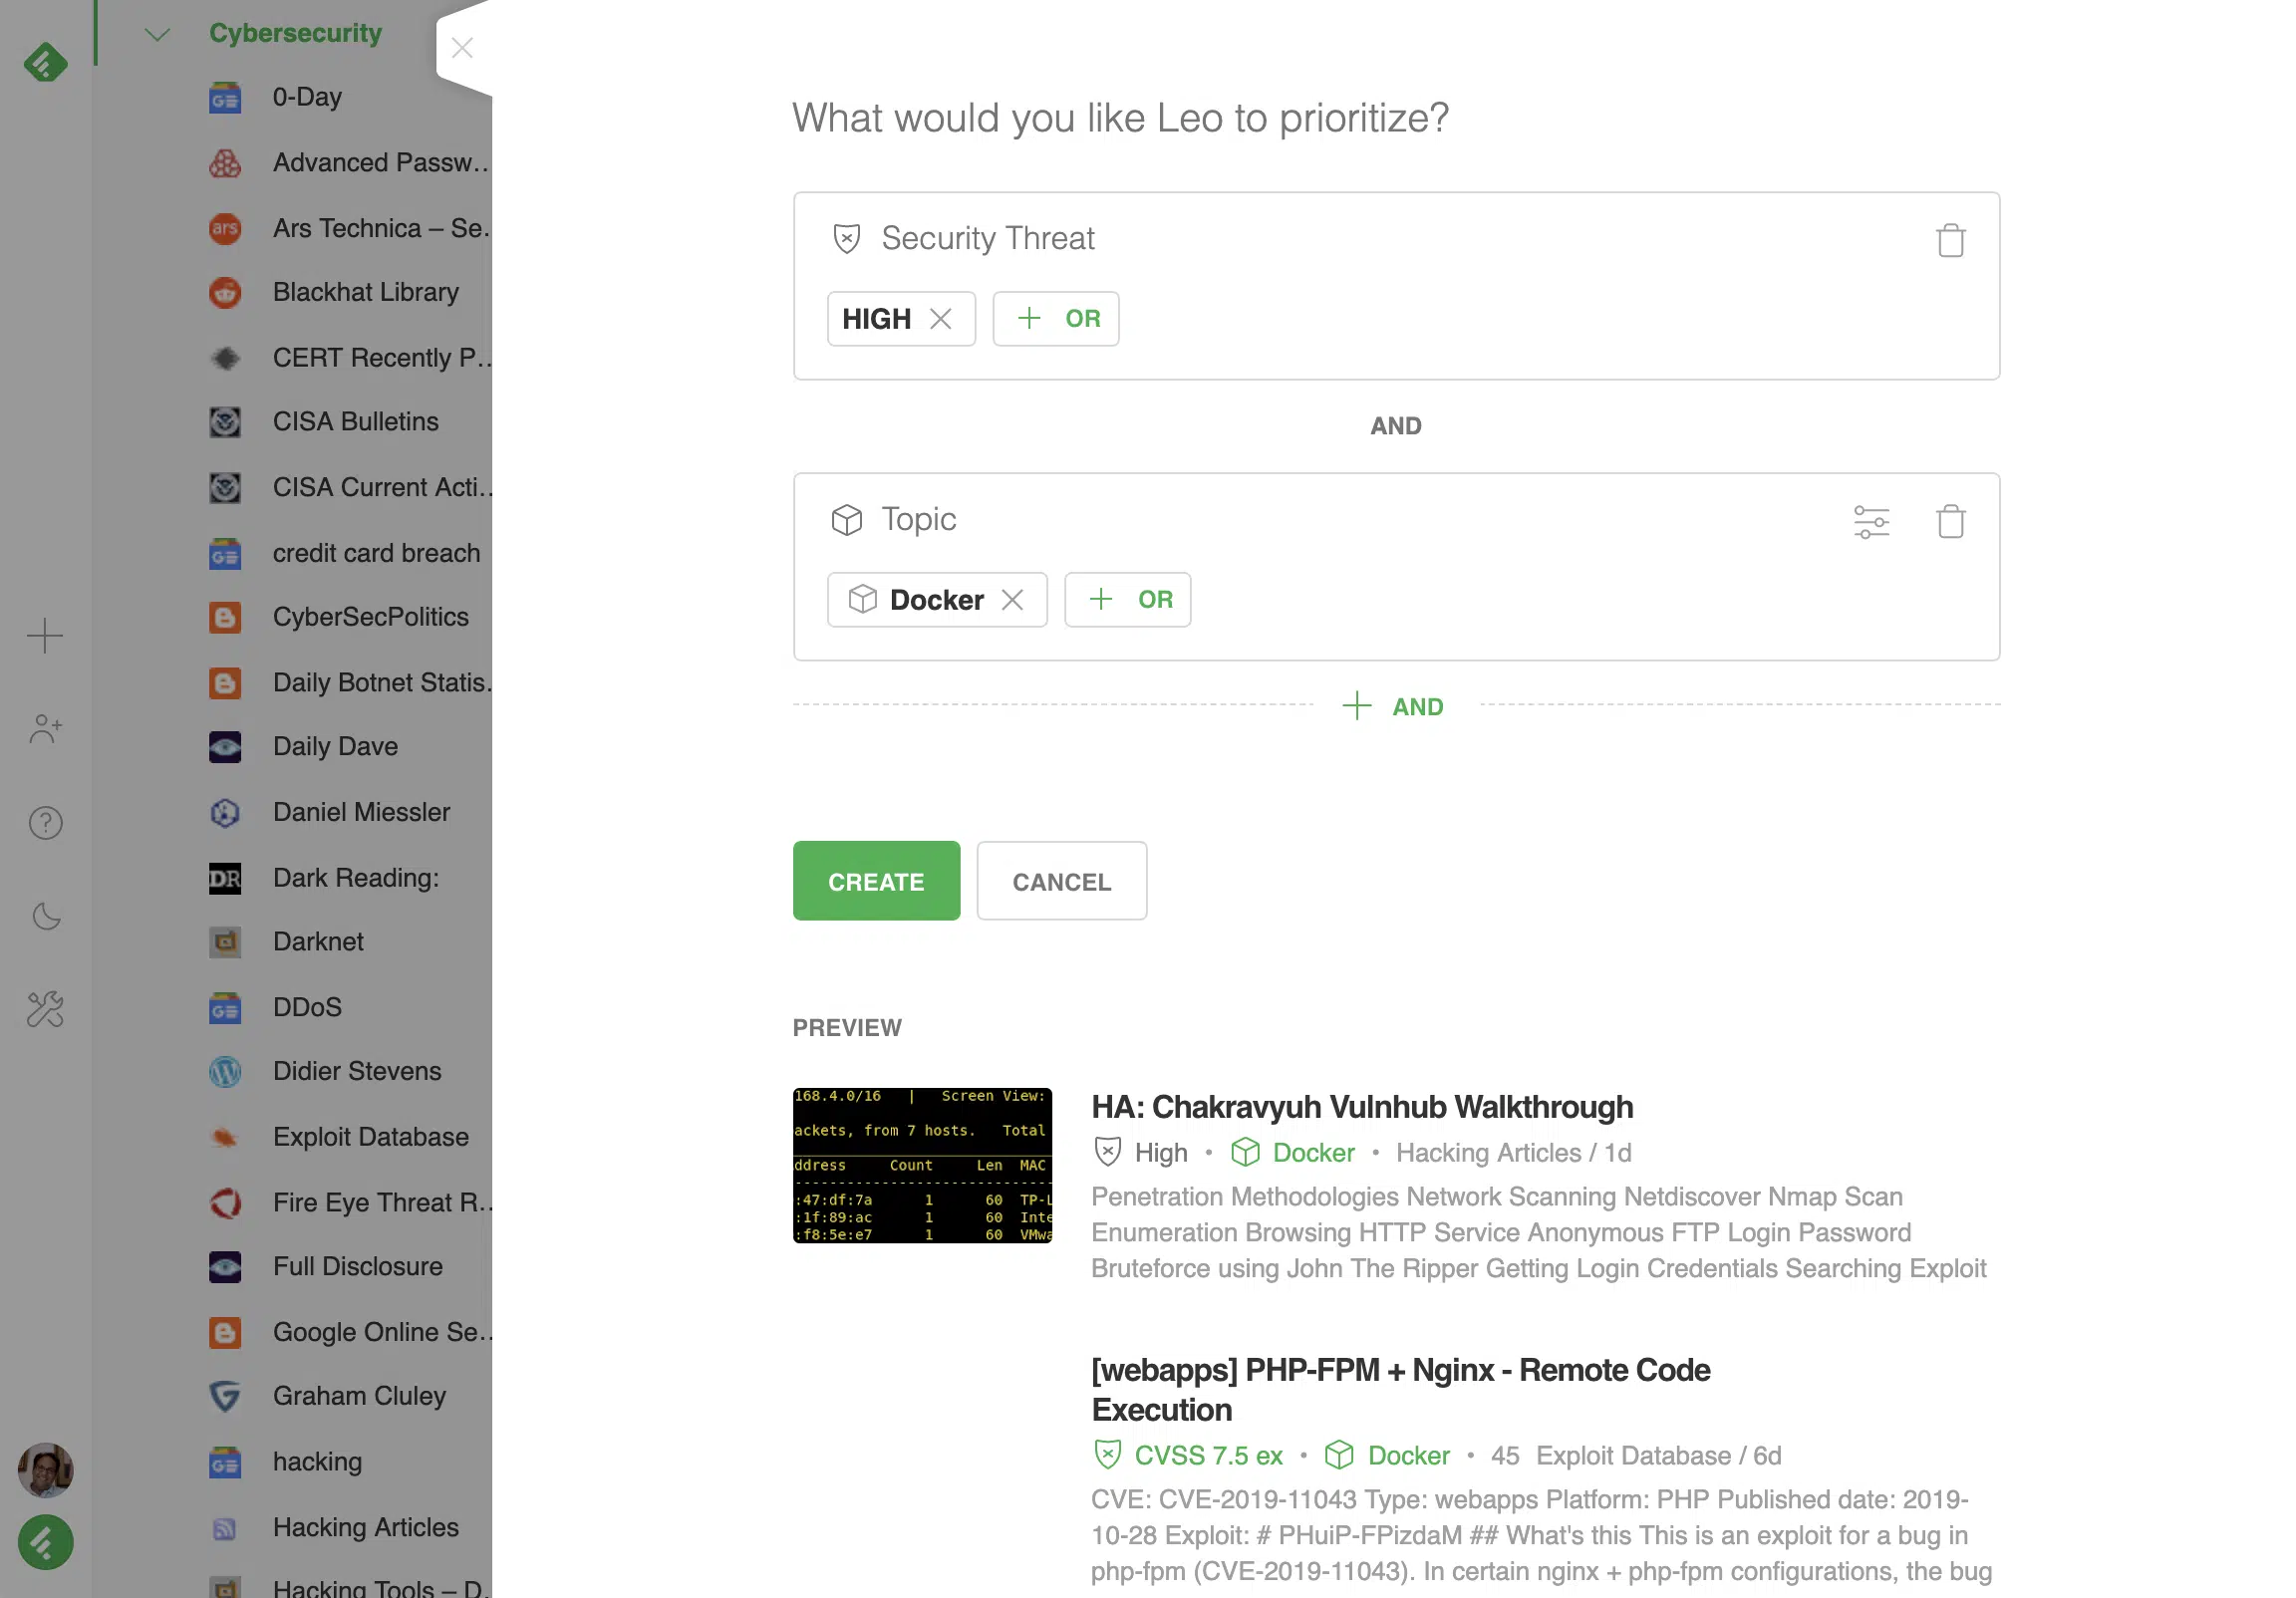 Cybersecurity
0-Day
Advanced Passw…
Ars Technica – Se…
Blackhat Library
CERT Recently P…
CISA Bulletins
CISA Current Acti…
credit card breach
CyberSecPolitics
Daily Botnet Statis…
Daily Dave
Daniel Miessler
DR Dark Reading:
Darknet
DDoS
Didier Stevens
Exploit Database
Fire Eye Threat R…
Full Disclosure
Google Online Se…
Graham Cluley
hacking
Hacking Articles
Hacking Tools – D…
What would you like Leo to prioritize?
Security Threat
HIGH
OR
AND
Topic
Docker
OR
AND
CREATE
CANCEL
PREVIEW
168.4.0/16 | Screen View:
ackets, from 7 hosts. Total
ddress Count Len MAC
:47:df:7a 1 60 TP-L
:1f:89:ac 1 60 Inte
:f8:5e:e7 1 60 VMwa
HA: Chakravyuh Vulnhub Walkthrough
High • Docker • Hacking Articles / 1d
Penetration Methodologies Network Scanning Netdiscover Nmap Scan
Enumeration Browsing HTTP Service Anonymous FTP Login Password
Bruteforce using John The Ripper Getting Login Credentials Searching Exploit
[webapps] PHP-FPM + Nginx - Remote Code
Execution
CVSS 7.5 ex • Docker • 45 Exploit Database / 6d
CVE: CVE-2019-11043 Type: webapps Platform: PHP Published date: 2019-
10-28 Exploit: # PHuiP-FPizdaM ## What's this This is an exploit for a bug in
php-fpm (CVE-2019-11043). In certain nginx + php-fpm configurations, the bug